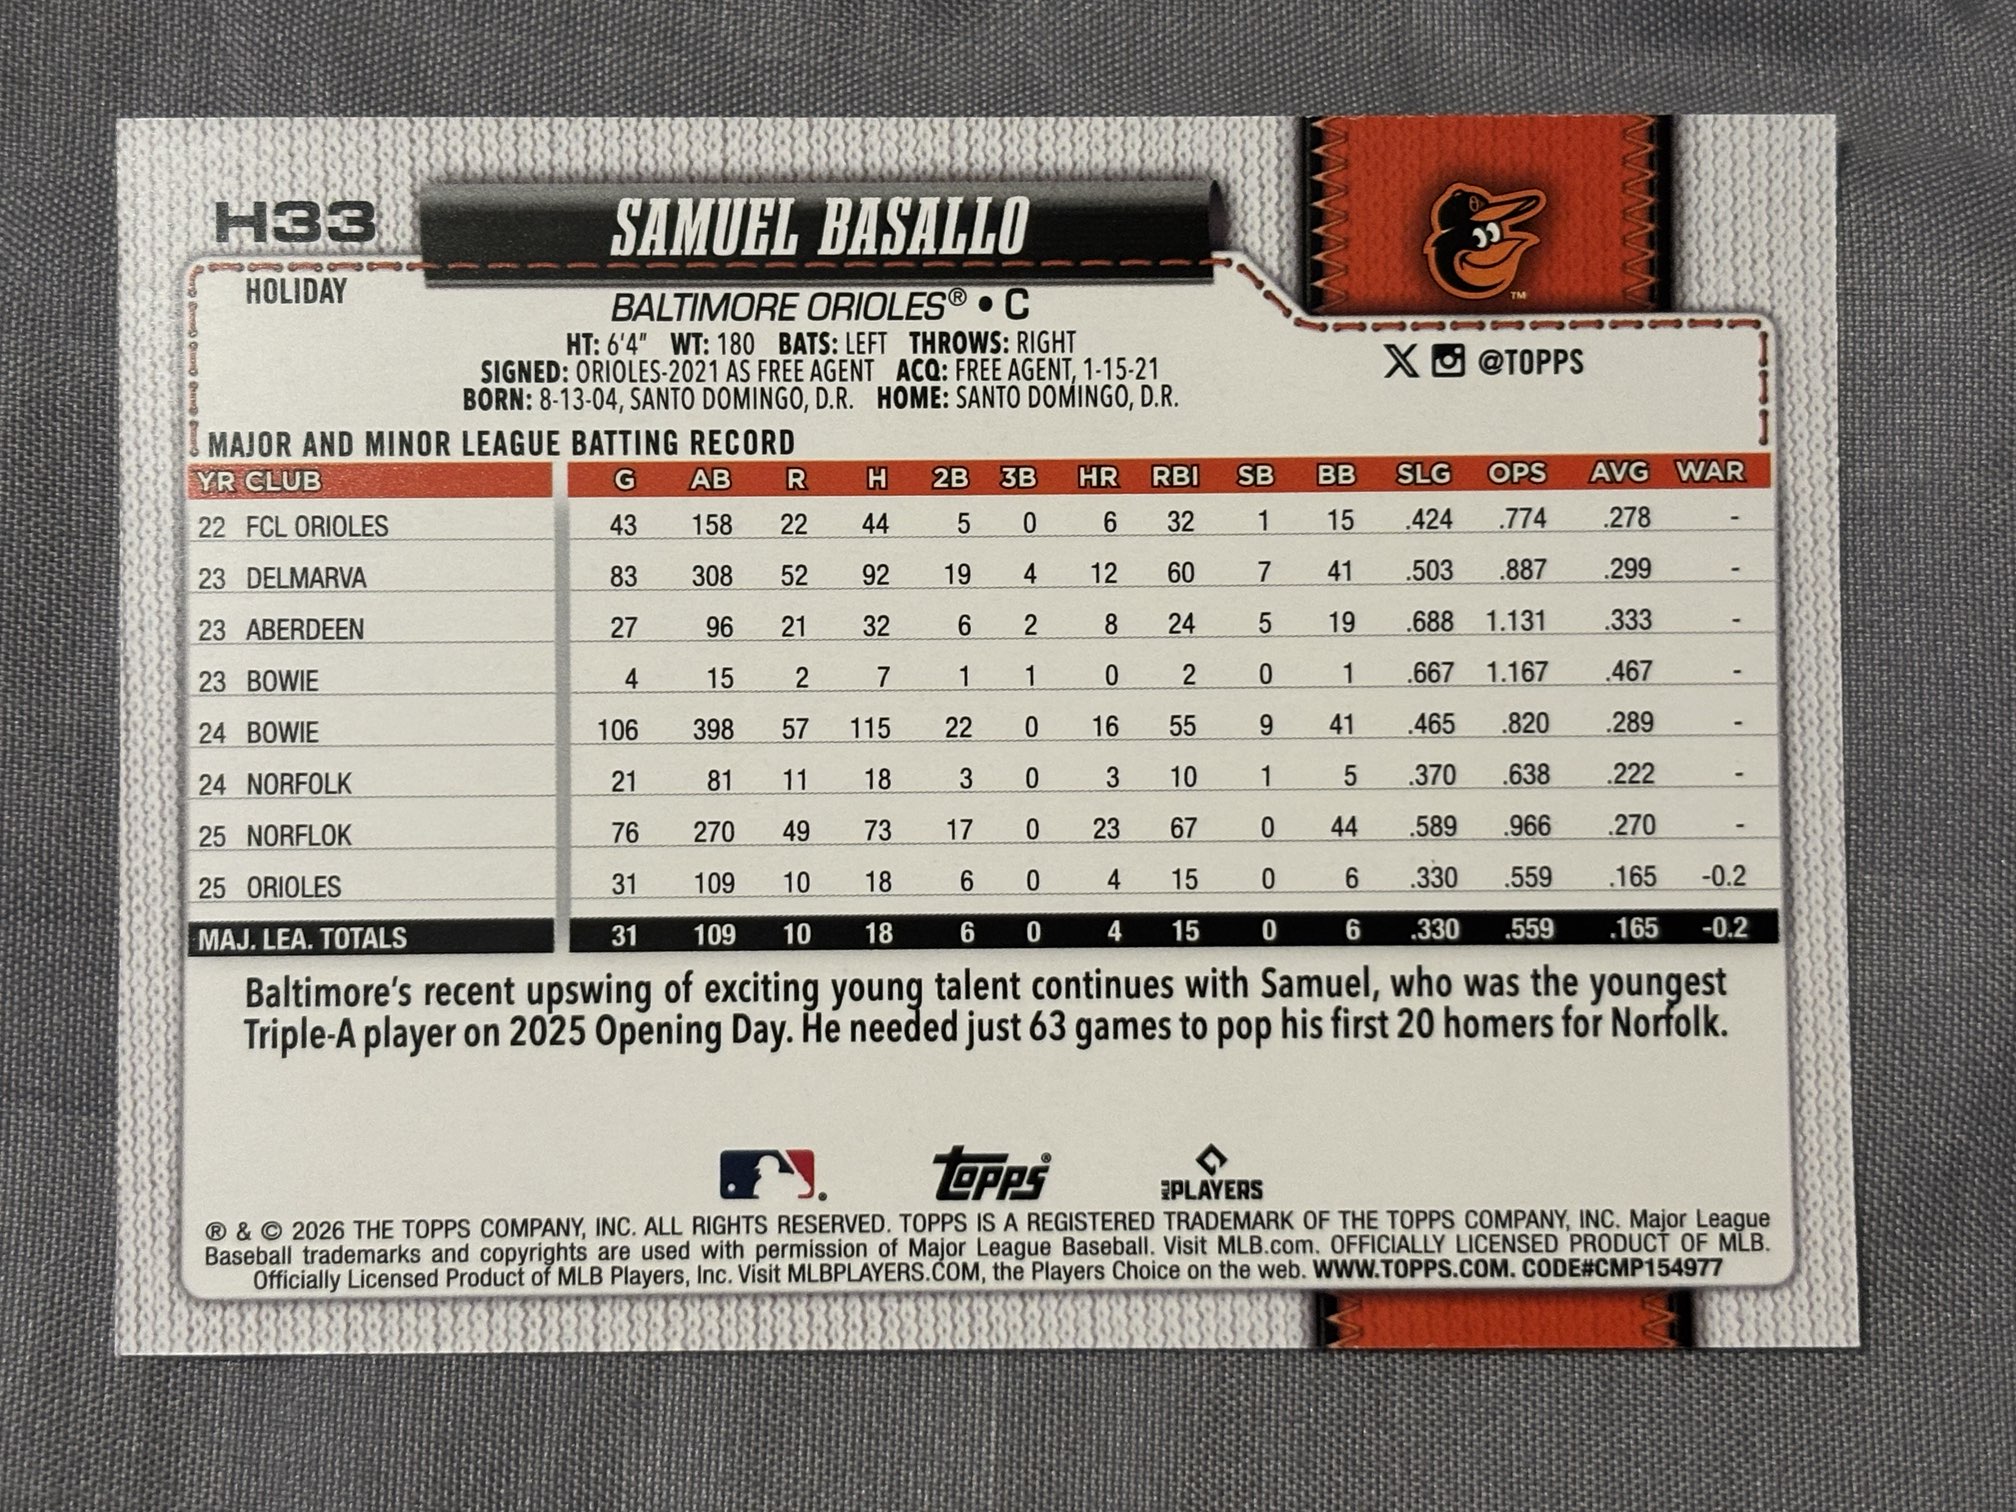 H33
SAMUEL BASALLO
HOLIDAY
BALTIMORE ORIOLES® • C
HT: 6'4" WT: 180 BATS: LEFT THROWS: RIGHT
SIGNED: ORIOLES-2021 AS FREE AGENT ACQ: FREE AGENT, 1-15-21
BORN: 8-13-04, SANTO DOMINGO, D.R. HOME: SANTO DOMINGO, D.R.
TM
@TOPPS
MAJOR AND MINOR LEAGUE BATTING RECORD
YR CLUB G AB R H 2B 3B HR RBI SB BB SLG OPS AVG WAR
22 FCL ORIOLES 43 158 22 44 5 0 6 32 1 15 .424 .774 .278 -
23 DELMARVA 83 308 52 92 19 4 12 60 7 41 .503 .887 .299 -
23 ABERDEEN 27 96 21 32 6 2 8 24 5 19 .688 1.131 .333 -
23 BOWIE 4 15 2 7 1 1 0 2 0 1 .667 1.167 .467 -
24 BOWIE 106 398 57 115 22 0 16 55 9 41 .465 .820 .289 -
24 NORFOLK 21 81 11 18 3 0 3 10 1 5 .370 .638 .222 -
25 NORFLOK 76 270 49 73 17 0 23 67 0 44 .589 .966 .270 -
25 ORIOLES 31 109 10 18 6 0 4 15 0 6 .330 .559 .165 -0.2
MAJ. LEA. TOTALS 31 109 10 18 6 0 4 15 0 6 .330 .559 .165 -0.2
Baltimore's recent upswing of exciting young talent continues with Samuel, who was the youngest
Triple-A player on 2025 Opening Day. He needed just 63 games to pop his first 20 homers for Norfolk.
TOPPS®
MLB PLAYERS
® & © 2026 THE TOPPS COMPANY, INC. ALL RIGHTS RESERVED. TOPPS IS A REGISTERED TRADEMARK OF THE TOPPS COMPANY, INC. Major League
Baseball trademarks and copyrights are used with permission of Major League Baseball. Visit MLB.com. OFFICIALLY LICENSED PRODUCT OF MLB.
Officially Licensed Product of MLB Players, Inc. Visit MLBPLAYERS.COM, the Players Choice on the web. WWW.TOPPS.COM. CODE#CMP154977